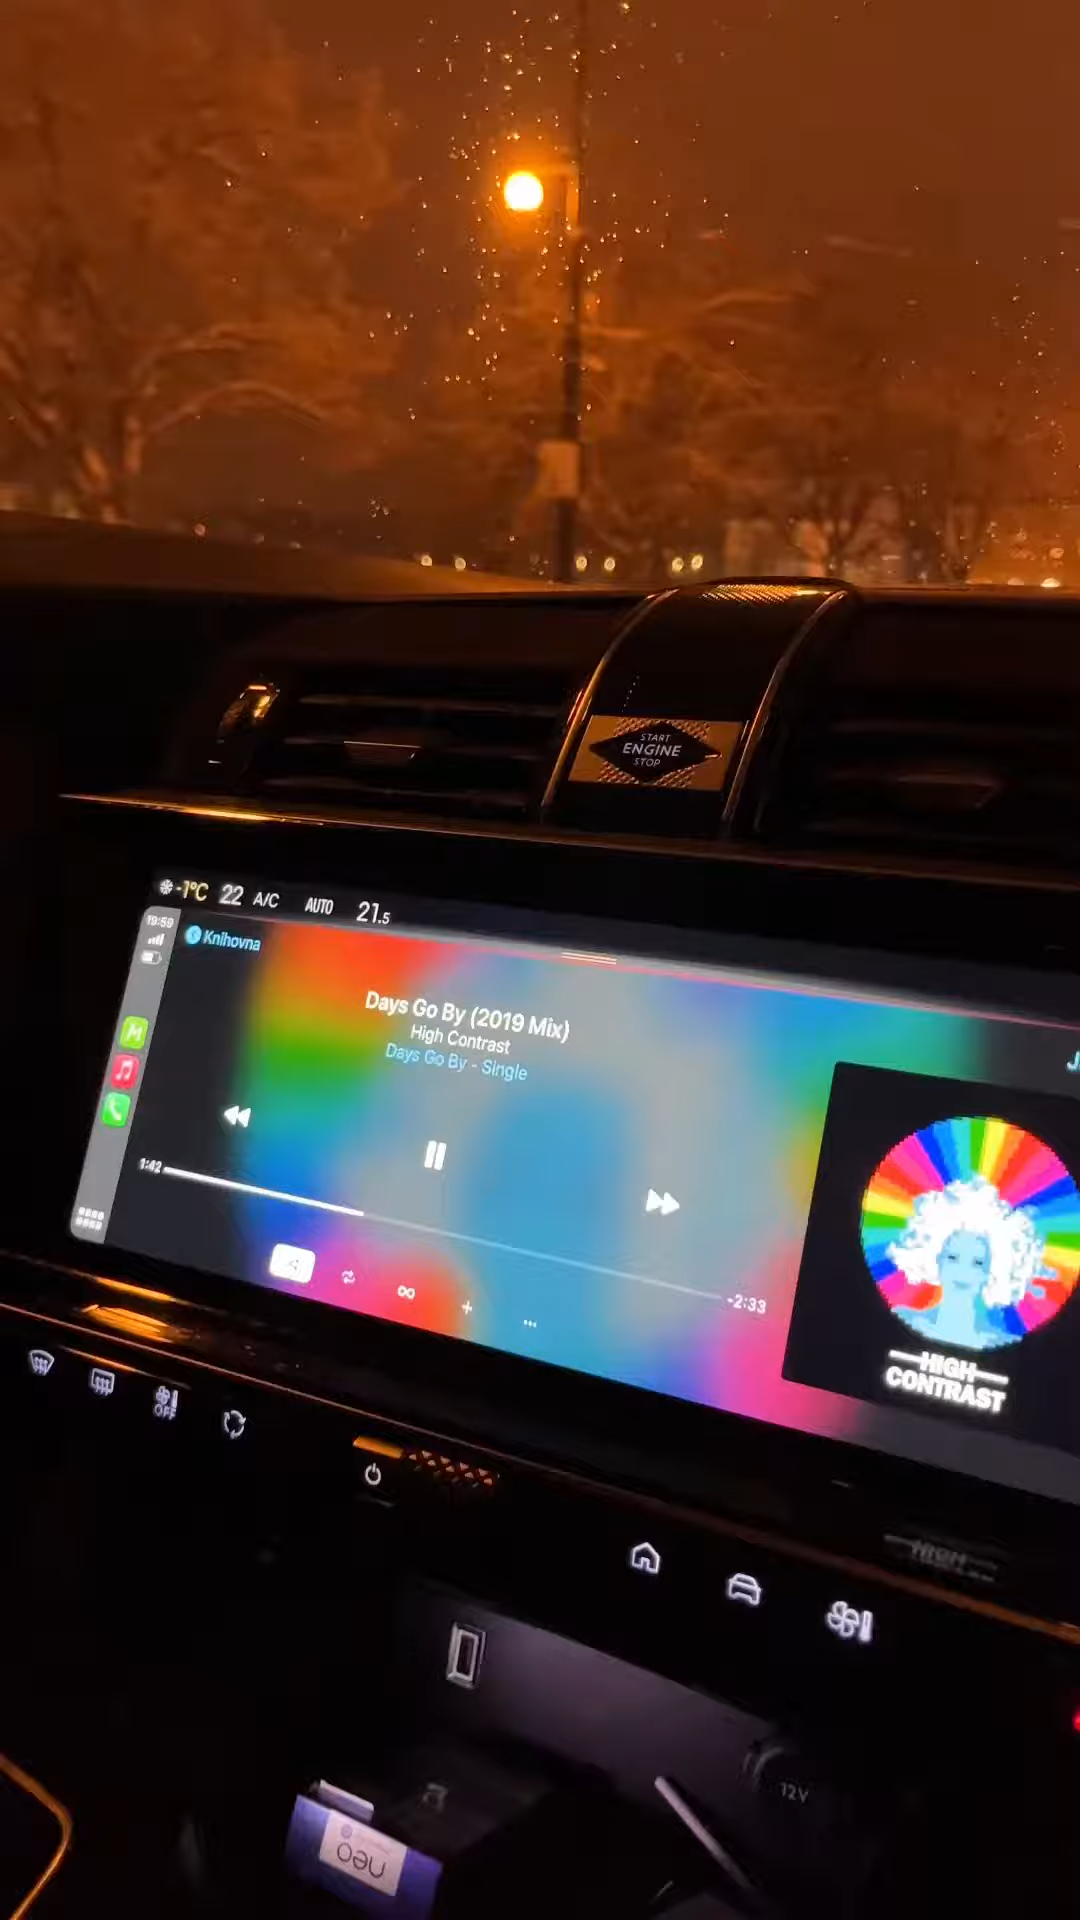 START
ENGINE
STOP
-1°C 22 A/C AUTO 21.5
19:59
Knihovna
Days Go By (2019 Mix)
High Contrast
Days Go By - Single
1:42
-2:33
HIGH
CONTRAST
OFF
12V
neo